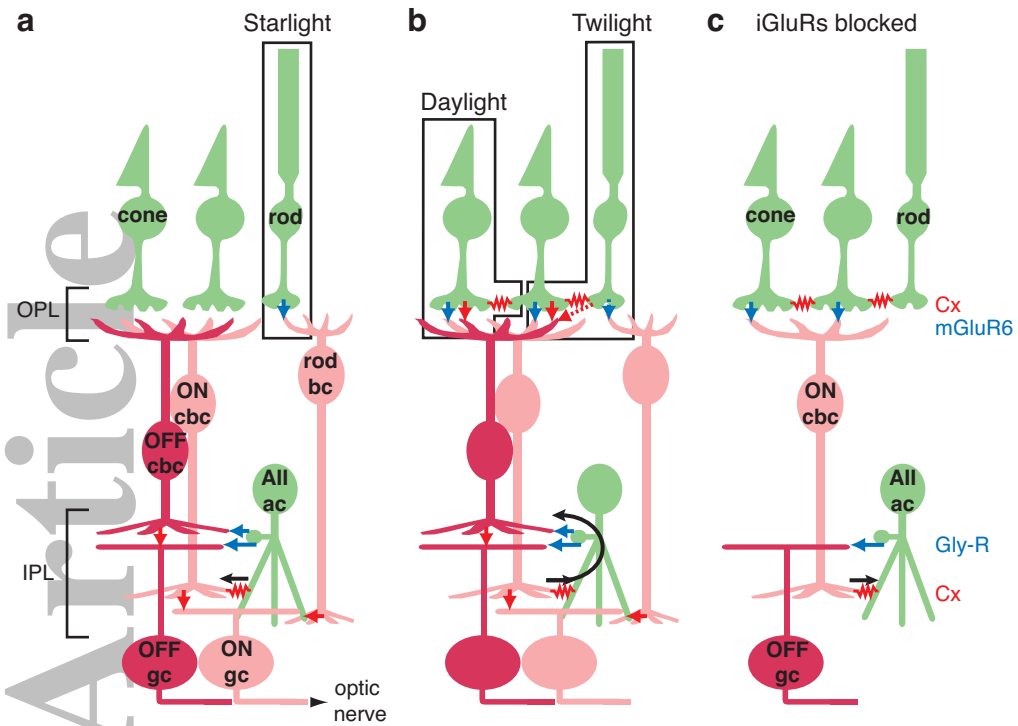 a
Starlight
b
Twilight
c
iGluRs blocked
Daylight
cone
rod
cone
rod
OPL
Cx
mGluR6
rod
bc
ON
cbc
ON
cbc
OFF
cbc
AII
ac
AII
ac
IPL
Gly-R
Cx
OFF
gc
ON
gc
OFF
gc
optic
nerve
Article